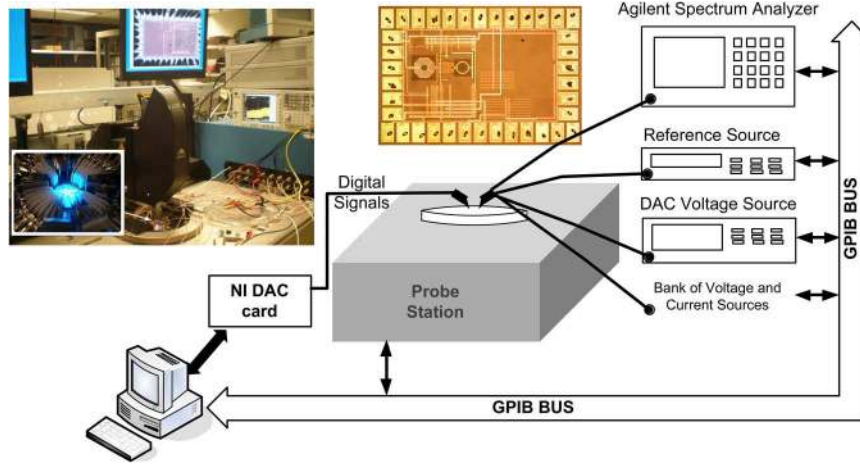 Agilent Spectrum Analyzer
Reference Source
Digital
Signals
DAC Voltage Source
GPIB BUS
NI DAC
card
Probe
Station
Bank of Voltage and
Current Sources
GPIB BUS